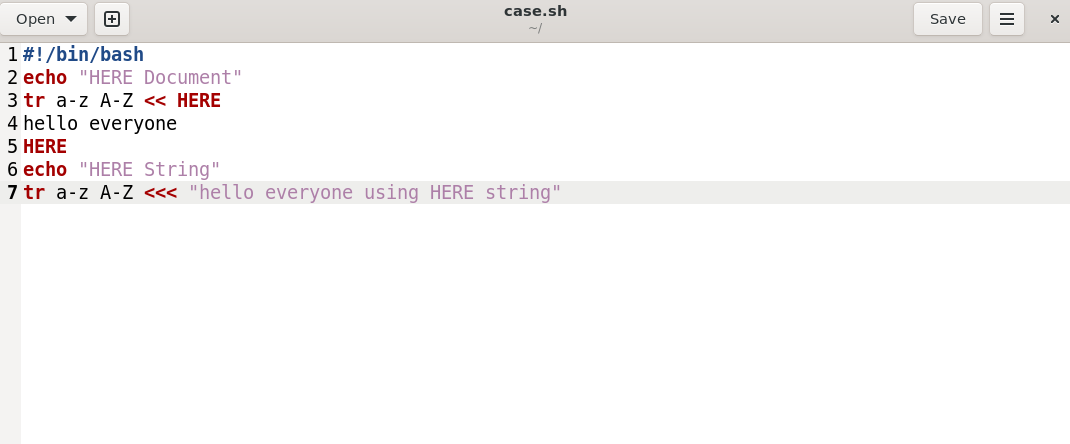 Open
case.sh
~/
Save
1 #!/bin/bash
2 echo "HERE Document"
3 tr a-z A-Z << HERE
4 hello everyone
5 HERE
6 echo "HERE String"
7 tr a-z A-Z <<< "hello everyone using HERE string"